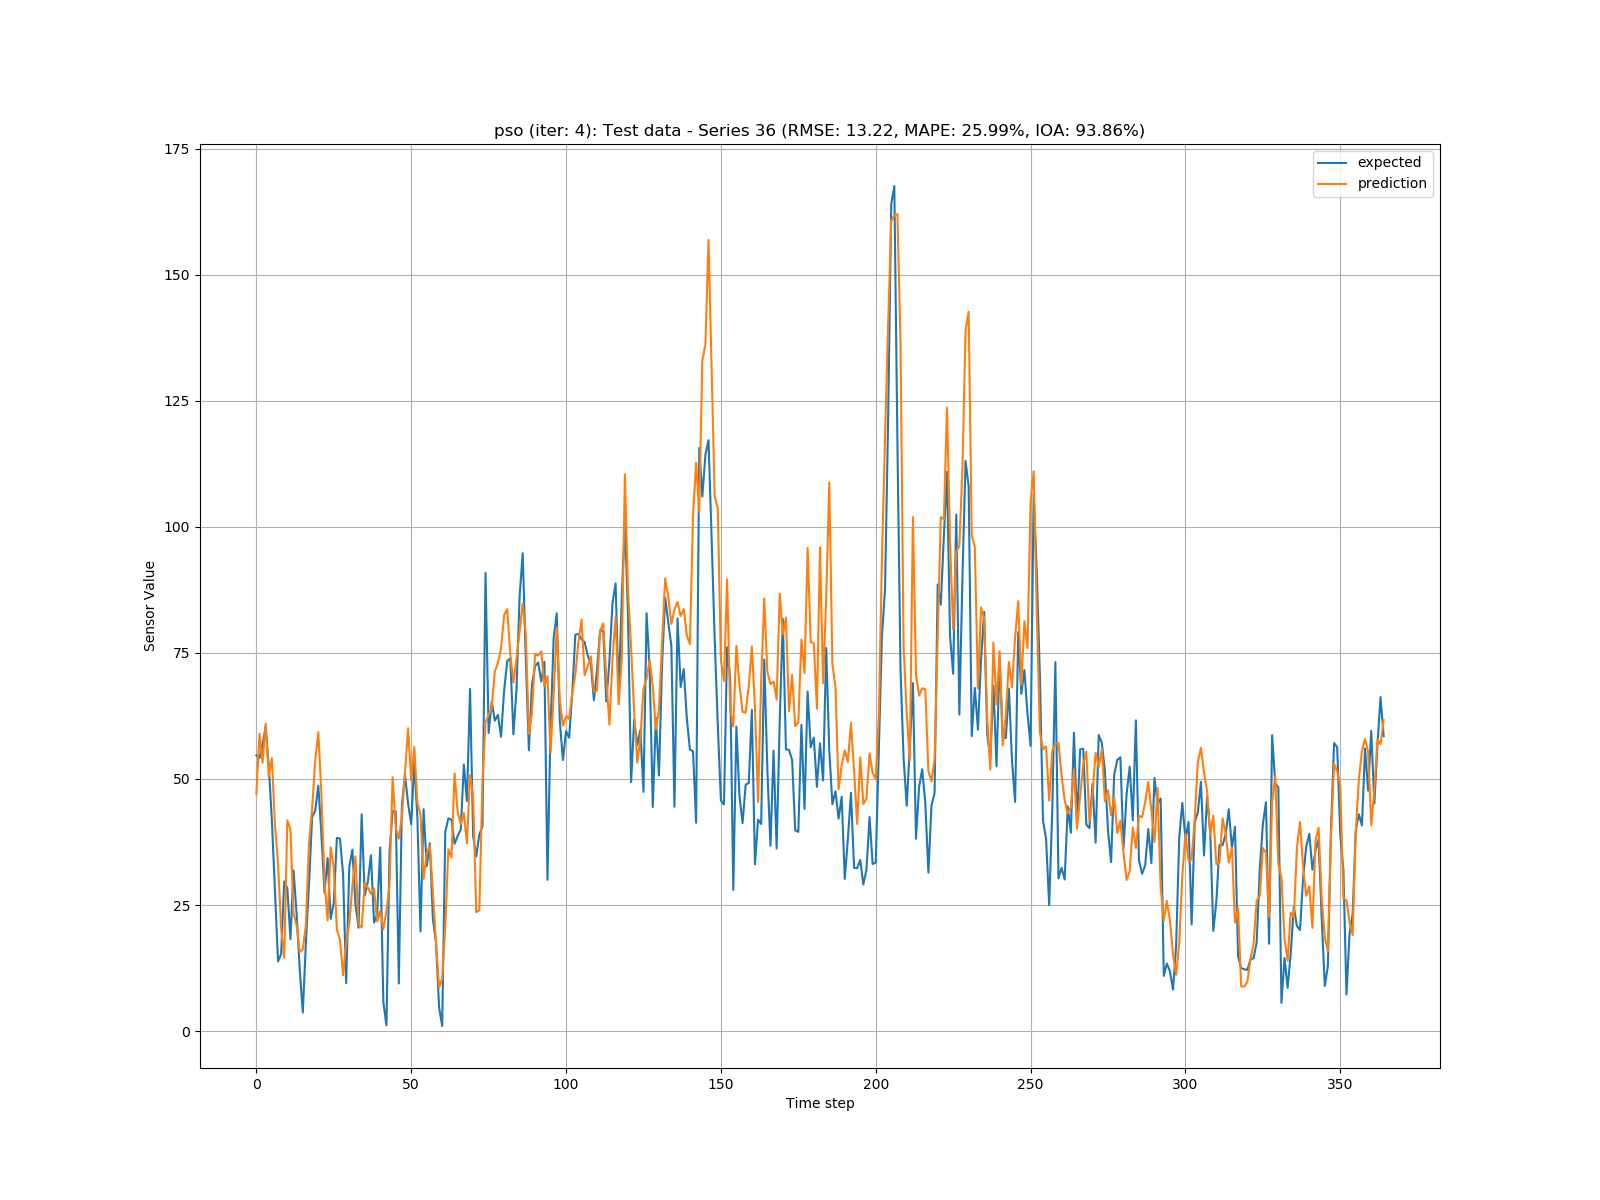 pso (iter: 4): Test data - Series 36 (RMSE: 13.22, MAPE: 25.99%, IOA: 93.86%)
expected
prediction
175
150
125
100
75
50
25
0
Sensor Value
0 50 100 150 200 250 300 350
Time step